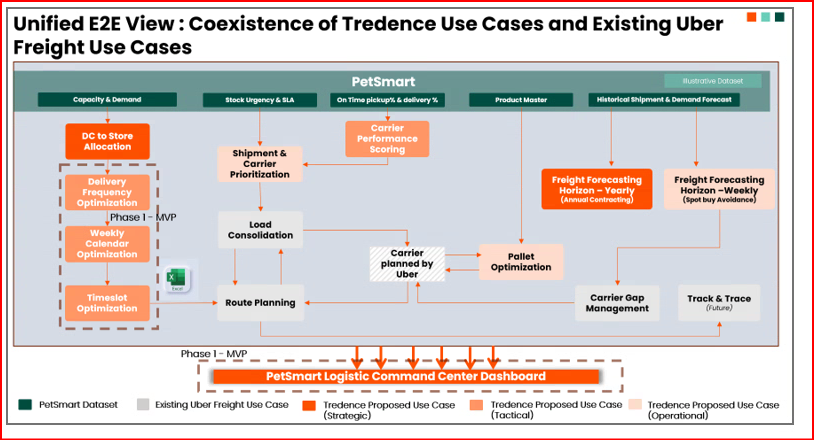 Unified E2E View : Coexistence of Tredence Use Cases and Existing Uber
Freight Use Cases
PetSmart
Illustrative Dataset
Capacity & Demand
Stock Urgency & SLA
On Time pickup% & delivery %
Product Master
Historical Shipment & Demand Forecast
DC to Store
Allocation
Carrier
Performance
Scoring
Shipment &
Carrier
Prioritization
Delivery
Frequency
Optimization
Freight Forecasting
Horizon – Yearly
(Annual Contracting)
Freight Forecasting
Horizon –Weekly
(Spot buy Avoidance)
Phase 1 - MVP
Weekly
Calendar
Optimization
Load
Consolidation
Carrier
planned by
Uber
Pallet
Optimization
Excel
Timeslot
Optimization
Route Planning
Carrier Gap
Management
Track & Trace
(Future)
Phase 1 - MVP
PetSmart Logistic Command Center Dashboard
PetSmart Dataset
Existing Uber Freight Use Case
Tredence Proposed Use Case
(Strategic)
Tredence Proposed Use Case
(Tactical)
Tredence Proposed Use Case
(Operational)